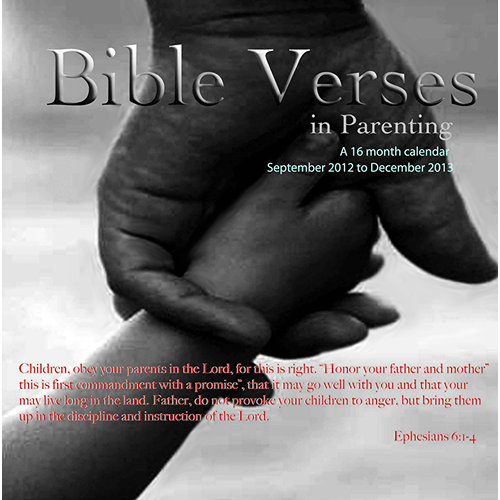 Bible Verses
in Parenting
A 16 month calendar
September 2012 to December 2013
Children, obey your parents in the Lord, for this is right. "Honor your father and mother"
this is first commandment with a promise", that it may go well with you and that your
may live long in the land. Father, do not provoke your children to anger, but bring them
up in the discipline and instruction of the Lord.
Ephesians 6:1-4